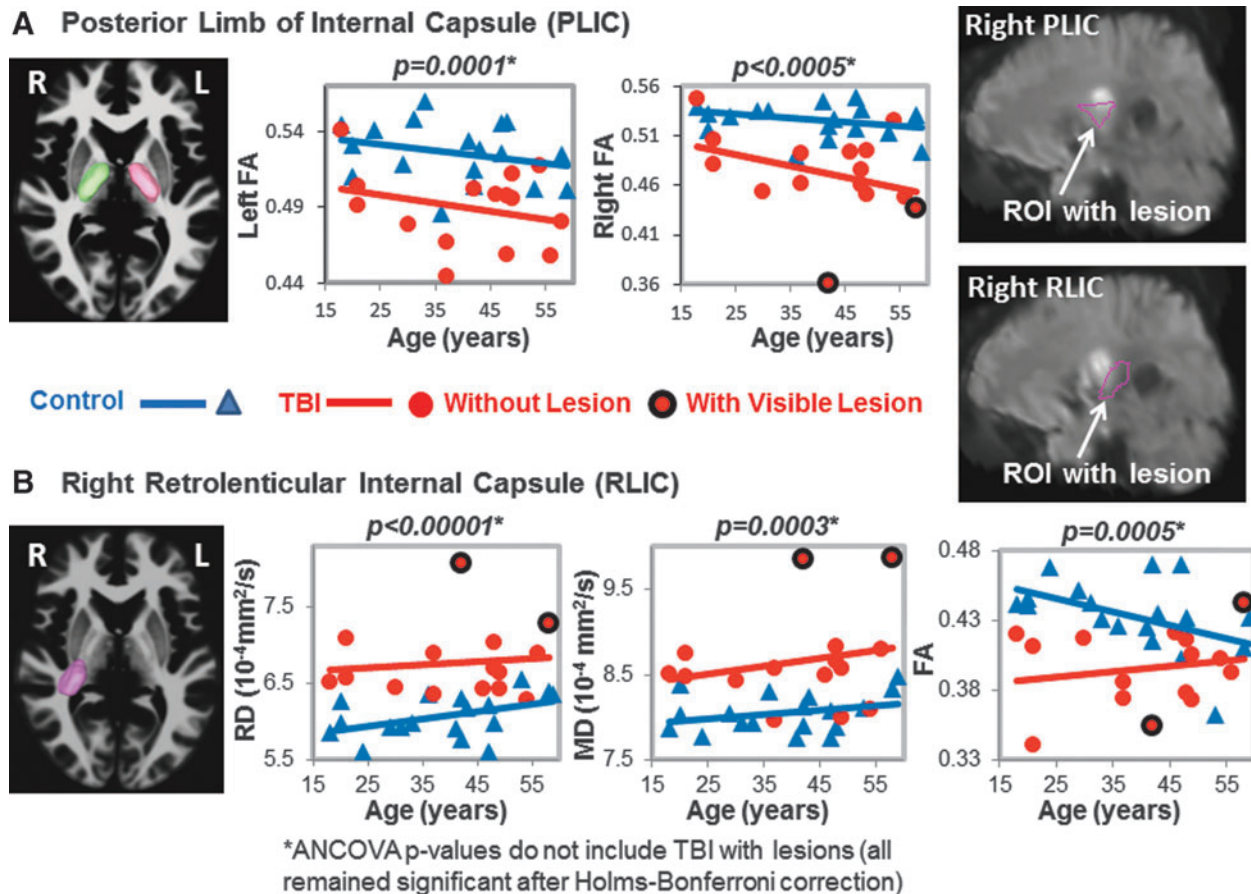 A Posterior Limb of Internal Capsule (PLIC)
R L
p=0.0001*
Left FA
0.54
0.49
0.44
15 25 35 45 55
Age (years)
p<0.0005*
Right FA
0.56
0.51
0.46
0.41
0.36
15 25 35 45 55
Age (years)
Right PLIC
ROI with lesion
Right RLIC
ROI with lesion
Control TBI Without Lesion With Visible Lesion
B Right Retrolenticular Internal Capsule (RLIC)
R L
p<0.00001*
RD (10-⁴mm²/s)
7.5
6.5
5.5
15 25 35 45 55
Age (years)
p=0.0003*
MD (10-⁴ mm²/s)
9.5
8.5
7.5
15 25 35 45 55
Age (years)
p=0.0005*
FA
0.48
0.43
0.38
0.33
15 25 35 45 55
Age (years)
*ANCOVA p-values do not include TBI with lesions (all
remained significant after Holms-Bonferroni correction)